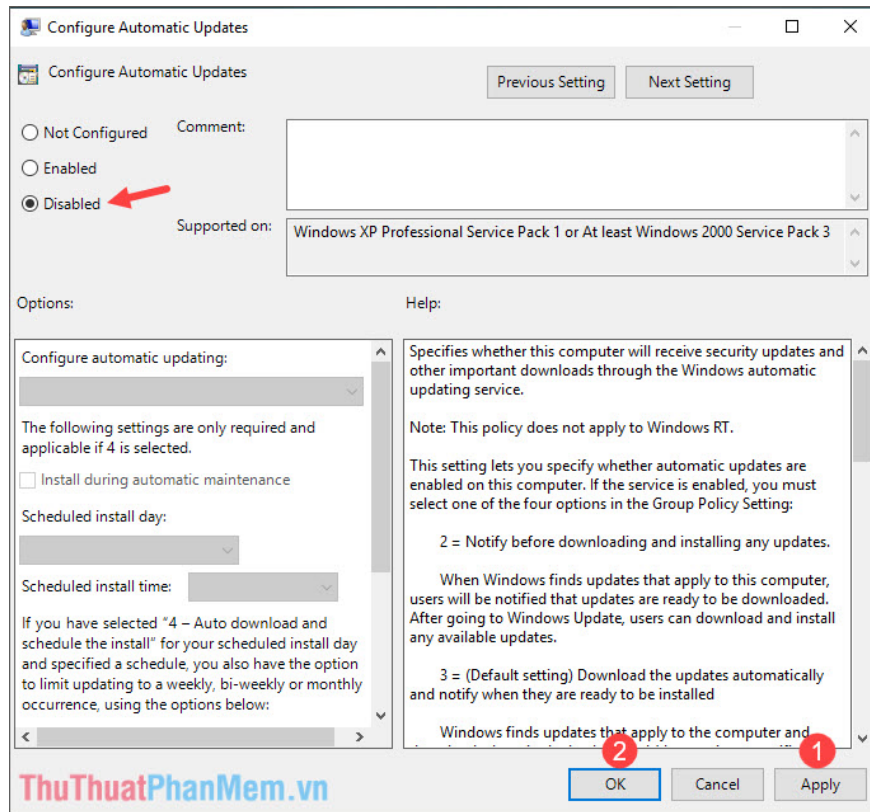 Configure Automatic Updates
Configure Automatic Updates
Previous Setting
Next Setting
Not Configured
Comment:
Enabled
Disabled
Supported on:
Windows XP Professional Service Pack 1 or At least Windows 2000 Service Pack 3
Options:
Help:
Configure automatic updating:
The following settings are only required and
applicable if 4 is selected.
Install during automatic maintenance
Scheduled install day:
Scheduled install time:
If you have selected "4 – Auto download and
schedule the install" for your scheduled install day
and specified a schedule, you also have the option
to limit updating to a weekly, bi-weekly or monthly
occurrence, using the options below:
Specifies whether this computer will receive security updates and
other important downloads through the Windows automatic
updating service.
Note: This policy does not apply to Windows RT.
This setting lets you specify whether automatic updates are
enabled on this computer. If the service is enabled, you must
select one of the four options in the Group Policy Setting:
2 = Notify before downloading and installing any updates.
When Windows finds updates that apply to this computer,
users will be notified that updates are ready to be downloaded.
After going to Windows Update, users can download and install
any available updates.
3 = (Default setting) Download the updates automatically
and notify when they are ready to be installed
Windows finds updates that apply to the computer and
2
1
ThuThuatPhanMem.vn
OK
Cancel
Apply